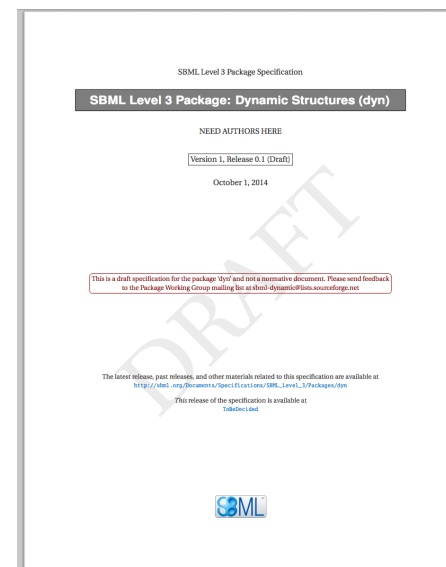 SBML Level 3 Package Specification
SBML Level 3 Package: Dynamic Structures (dyn)
NEED AUTHORS HERE
Version 1, Release 0.1 (Draft)
October 1, 2014
DRAFT
This is a draft specification for the package 'dyn' and not a normative document. Please send feedback
to the Package Working Group mailing list at sbml-dynamic@lists.sourceforge.net
The latest release, past releases, and other materials related to this specification are available at
http://sbml.org/Documents/Specifications/SBML_Level_3/Packages/dyn
This release of the specification is available at
ToBeDecided
SBML